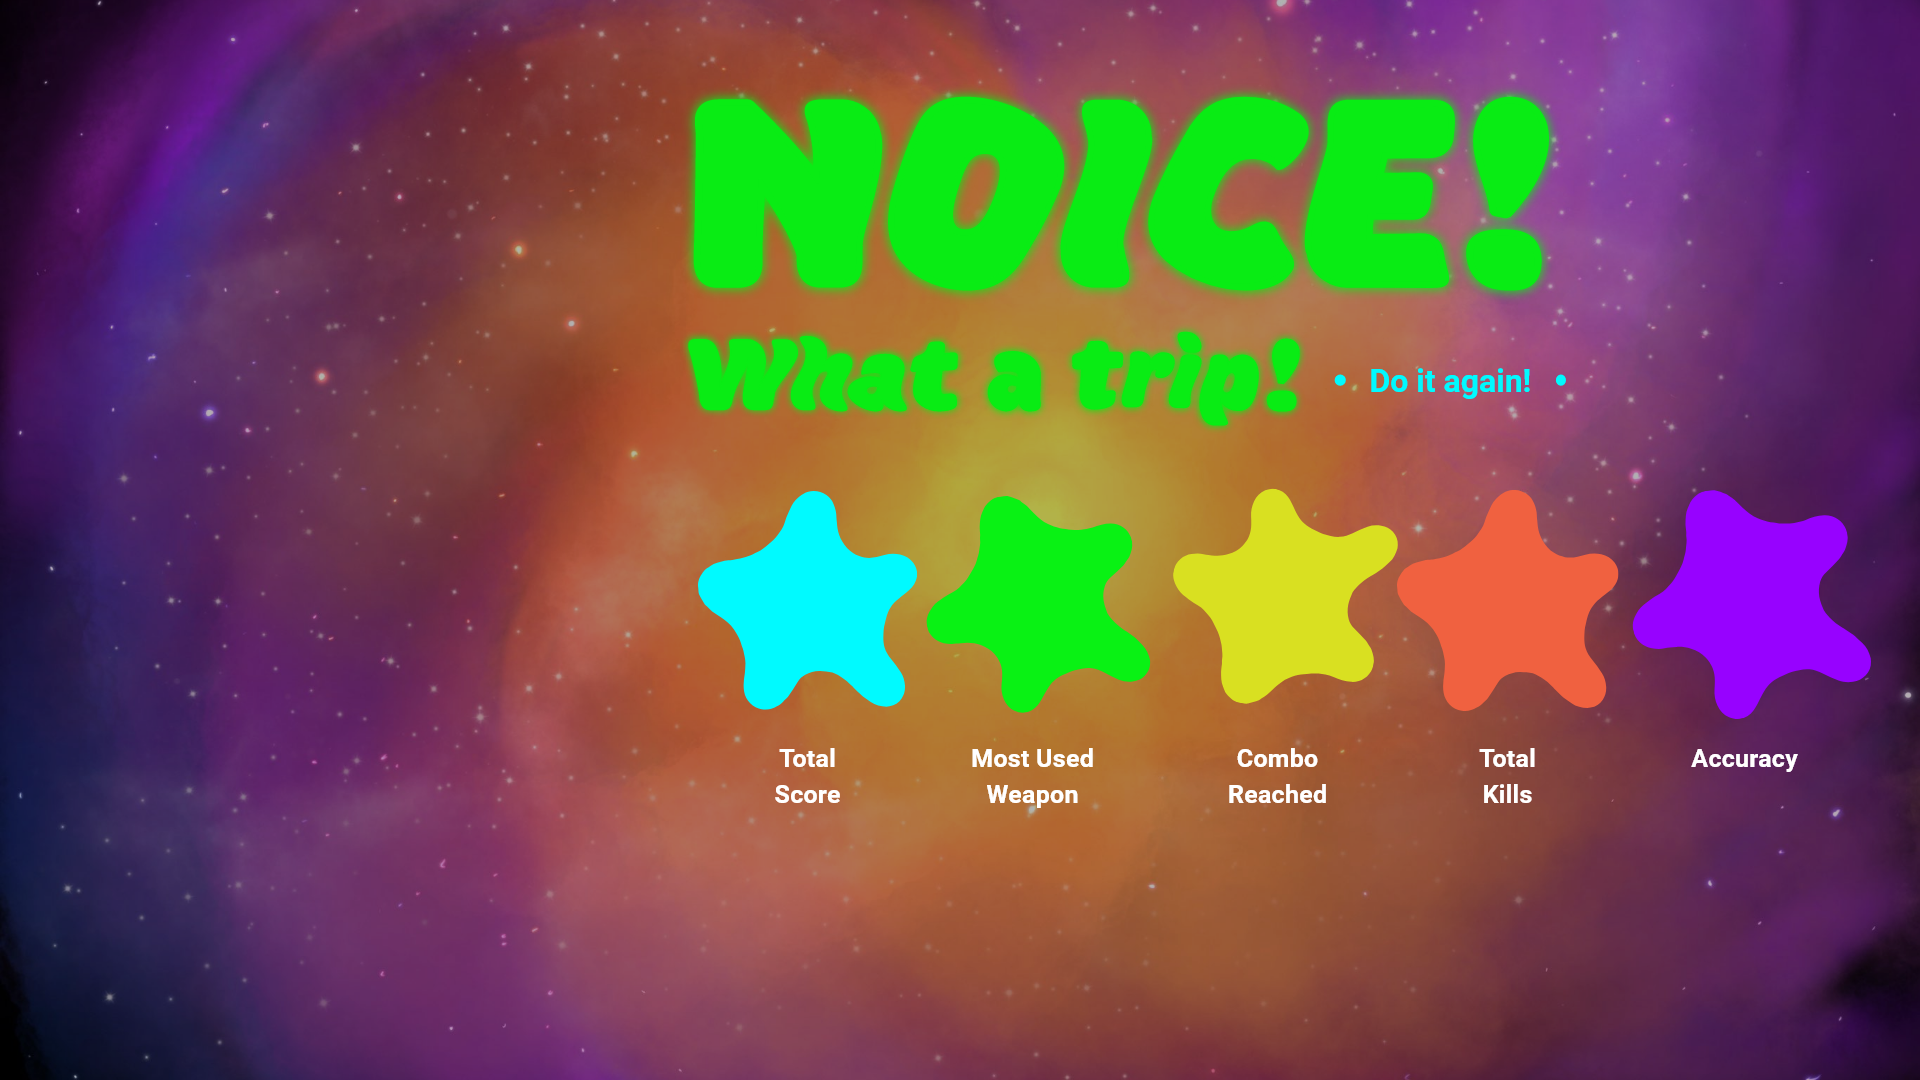 NOICE!
What a trip!
• Do it again! •
Total
Score
Most Used
Weapon
Combo
Reached
Total
Kills
Accuracy